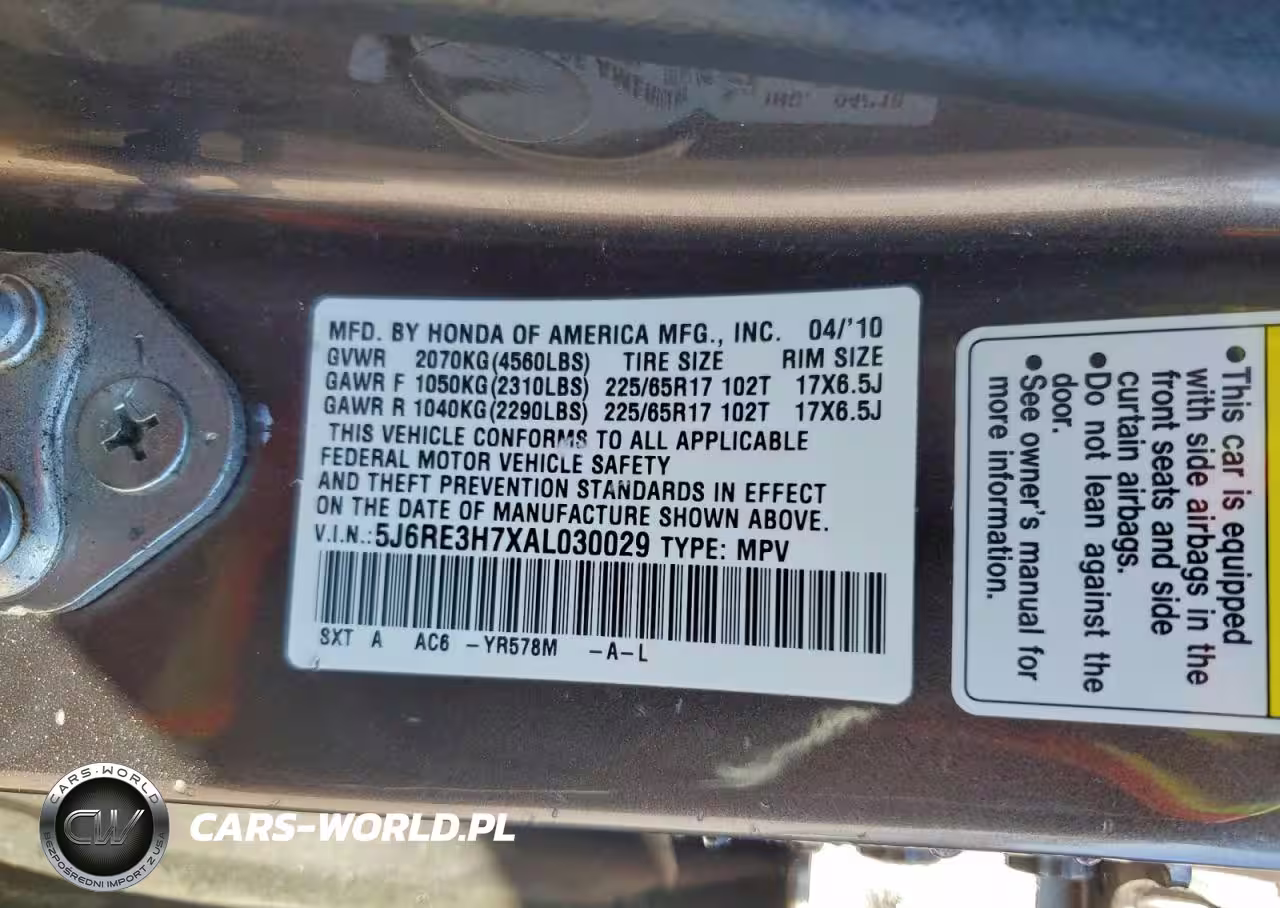 MFD. BY HONDA OF AMERICA MFG., INC. 04/'10
GVWR 2070KG(4560LBS) TIRE SIZE RIM SIZE
GAWR F 1050KG(2310LBS) 225/65R17 102T 17X6.5J
GAWR R 1040KG(2290LBS) 225/65R17 102T 17X6.5J
THIS VEHICLE CONFORMS TO ALL APPLICABLE
FEDERAL MOTOR VEHICLE SAFETY
AND THEFT PREVENTION STANDARDS IN EFFECT
ON THE DATE OF MANUFACTURE SHOWN ABOVE.
V.I.N.: 5J6RE3H7XAL030029 TYPE: MPV
SXT A AC6 -YR578M -A-L
●This car is equipped
with side airbags in the
front seats and side
curtain airbags.
●Do not lean against the
door.
●See owner's manual for
more information.
CARS-WORLD
CW
BEZPOŚREDNI IMPORT Z USA
CARS-WORLD.PL